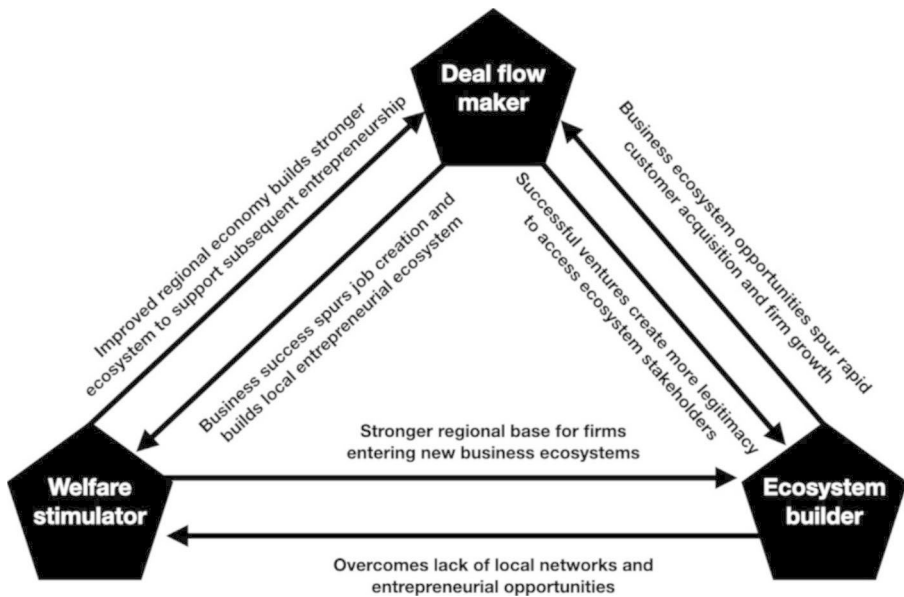 Deal flow
maker
Improved regional economy builds stronger
ecosystem to support subsequent entrepreneurship
Business success spurs job creation and
builds local entrepreneurial ecosystem
Successful ventures create more legitimacy
to access ecosystem stakeholders
Business ecosystem opportunities spur rapid
customer acquisition and firm growth
Stronger regional base for firms
entering new business ecosystems
Welfare
stimulator
Ecosystem
builder
Overcomes lack of local networks and
entrepreneurial opportunities